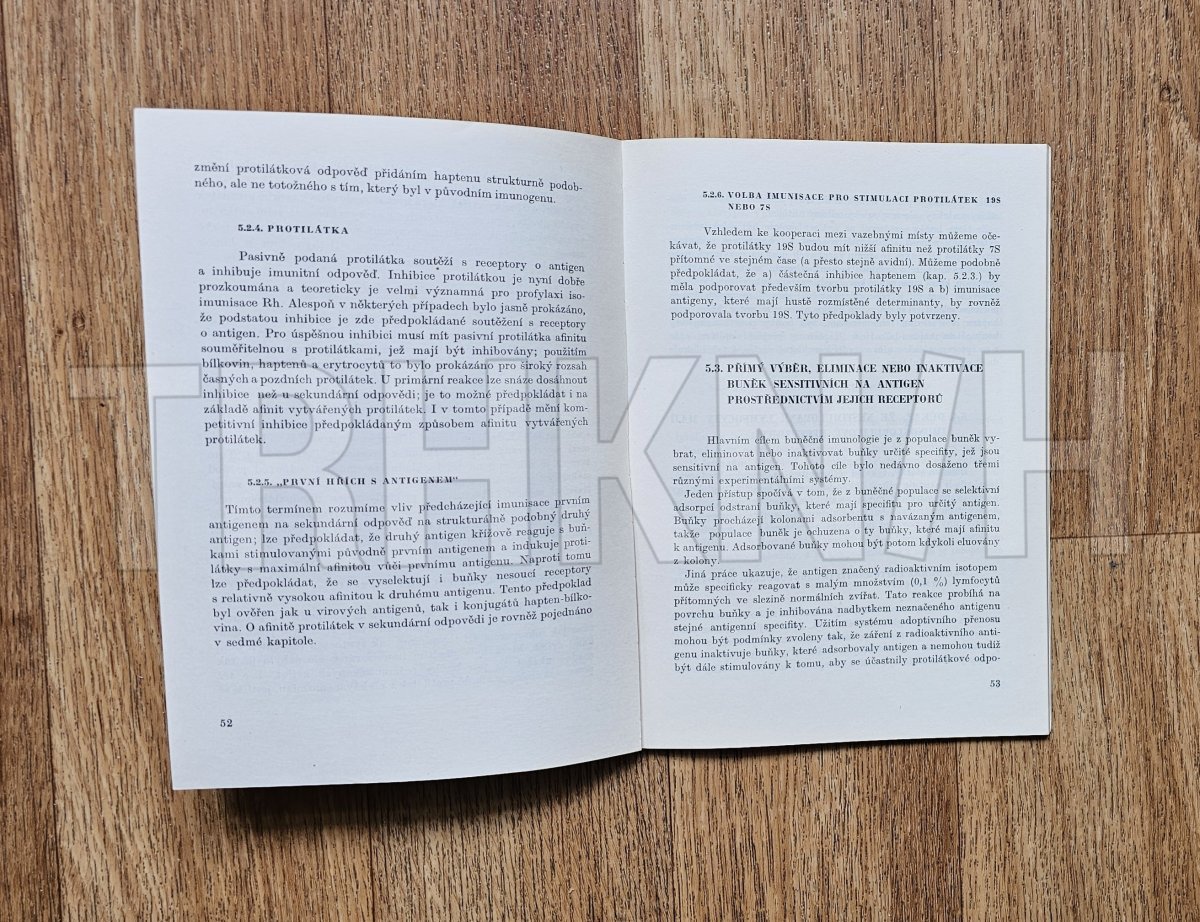 změní protilátková odpověď přidáním haptenu strukturně podob-
ného, ale ne totožného s tím, který byl v původním imunogenu.
5.2.4. PROTILÁTKA
Pasivně podaná protilátka soutěží s receptory o antigen
a inhibuje imunitní odpověď. Inhibice protilátkou je nyní dobře
prozkoumána a teoreticky je velmi významná pro profylaxi iso-
imunisace Rh. Alespoň v některých případech bylo jasně prokázáno,
že podstatou inhibice je zde předpokládané soutěžení s receptory
o antigen. Pro úspěšnou inhibici musí mít pasivní protilátka afinitu
souměřitelnou s protilátkami, jež mají být inhibovány; použitím
bílkovin, haptenů a erytrocytů to bylo prokázáno pro široký rozsah
časných a pozdních protilátek. U primární reakce lze snáze dosáhnout
inhibice než u sekundární odpovědi; je to možné předpokládati i na
základě afinit vytvářených protilátek. I v tomto případě mění kom-
petitivní inhibice předpokládaným způsobem afinitu vytvářených
protilátek.
5.2.5. „PRVNÍ HŘÍCH S ANTIGENEM“
Tímto termínem rozumíme vliv předcházející imunisace prvním
antigenem na sekundární odpověď na strukturálně podobný druhý
antigen; lze předpokládat, že druhý antigen křížově reaguje s buň-
kami stimulovanými původně prvním antigenem a indukuje proti-
látky s maximální afinitou vůči prvnímu antigenu. Naproti tomu
lze předpokládat, že se vyselektují i buňky nesoucí receptory
s relativně vysokou afinitou k druhému antigenu. Tento předpoklad
byl ověřen jak u virových antigenů, tak i konjugátů hapten-bílko-
vina. O afinitě protilátek v sekundární odpovědi je rovněž pojednáno
v sedmé kapitole.
52
5.2.6. VOLBA IMUNISACE PRO STIMULACI PROTILÁTEK 19S
NEBO 7S
Vzhledem ke kooperaci mezi vazebnými místy můžeme oče-
kávat, že protilátky 19S budou mít nižší afinitu než protilátky 7S
přítomné ve stejném čase (a přesto stejně avidní). Můžeme podobně
předpokládat, že a) částečná inhibice haptenem (kap. 5.2.3.) by
měla podporovat především tvorbu protilátky 19S a b) imunisace
antigeny, které mají hustě rozmístěné determinanty, by rovněž
podporovala tvorbu 19S. Tyto předpoklady byly potvrzeny.
5.3. PŘÍMÝ VÝBĚR, ELIMINACE NEBO INAKTIVACE
BUNĚK SENSITIVNÍCH NA ANTIGEN
PROSTŘEDNICTVÍM JEJICH RECEPTORŮ
Hlavním cílem buněčné imunologie je z populace buněk vy-
brat, eliminovat nebo inaktivovat buňky určité specifity, jež jsou
sensitivní na antigen. Tohoto cíle bylo nedávno dosaženo třemi
různými experimentálními systémy.
Jeden přístup spočívá v tom, že z buněčné populace se selektivní
adsorpcí odstraní buňky, které mají specifitu pro určitý antigen.
Buňky procházejí kolonami adsorbentu s navázaným antigenem,
takže populace buněk je ochuzena o ty buňky, které mají afinitu
k antigenu. Adsorbované buňky mohou být potom kdykoli eluovány
z kolony.
Jiná práce ukazuje, že antigen značený radioaktivním isotopem
může specificky reagovat s malým množstvím (0,1 %) lymfocytů
přítomných ve slezině normálních zvířat. Tato reakce probíhá na
povrchu buňky a je inhibována nadbytkem neznačeného antigenu
stejné antigenní specifity. Užitím systému adoptivního přenosu
mohou být podmínky zvoleny tak, že záření z radioaktivního anti-
genu inaktivuje buňky, které adsorbovaly antigen a nemohou tudíž
být dále stimulovány k tomu, aby se účastnily protilátkové odpo-
53
TRHKNIH